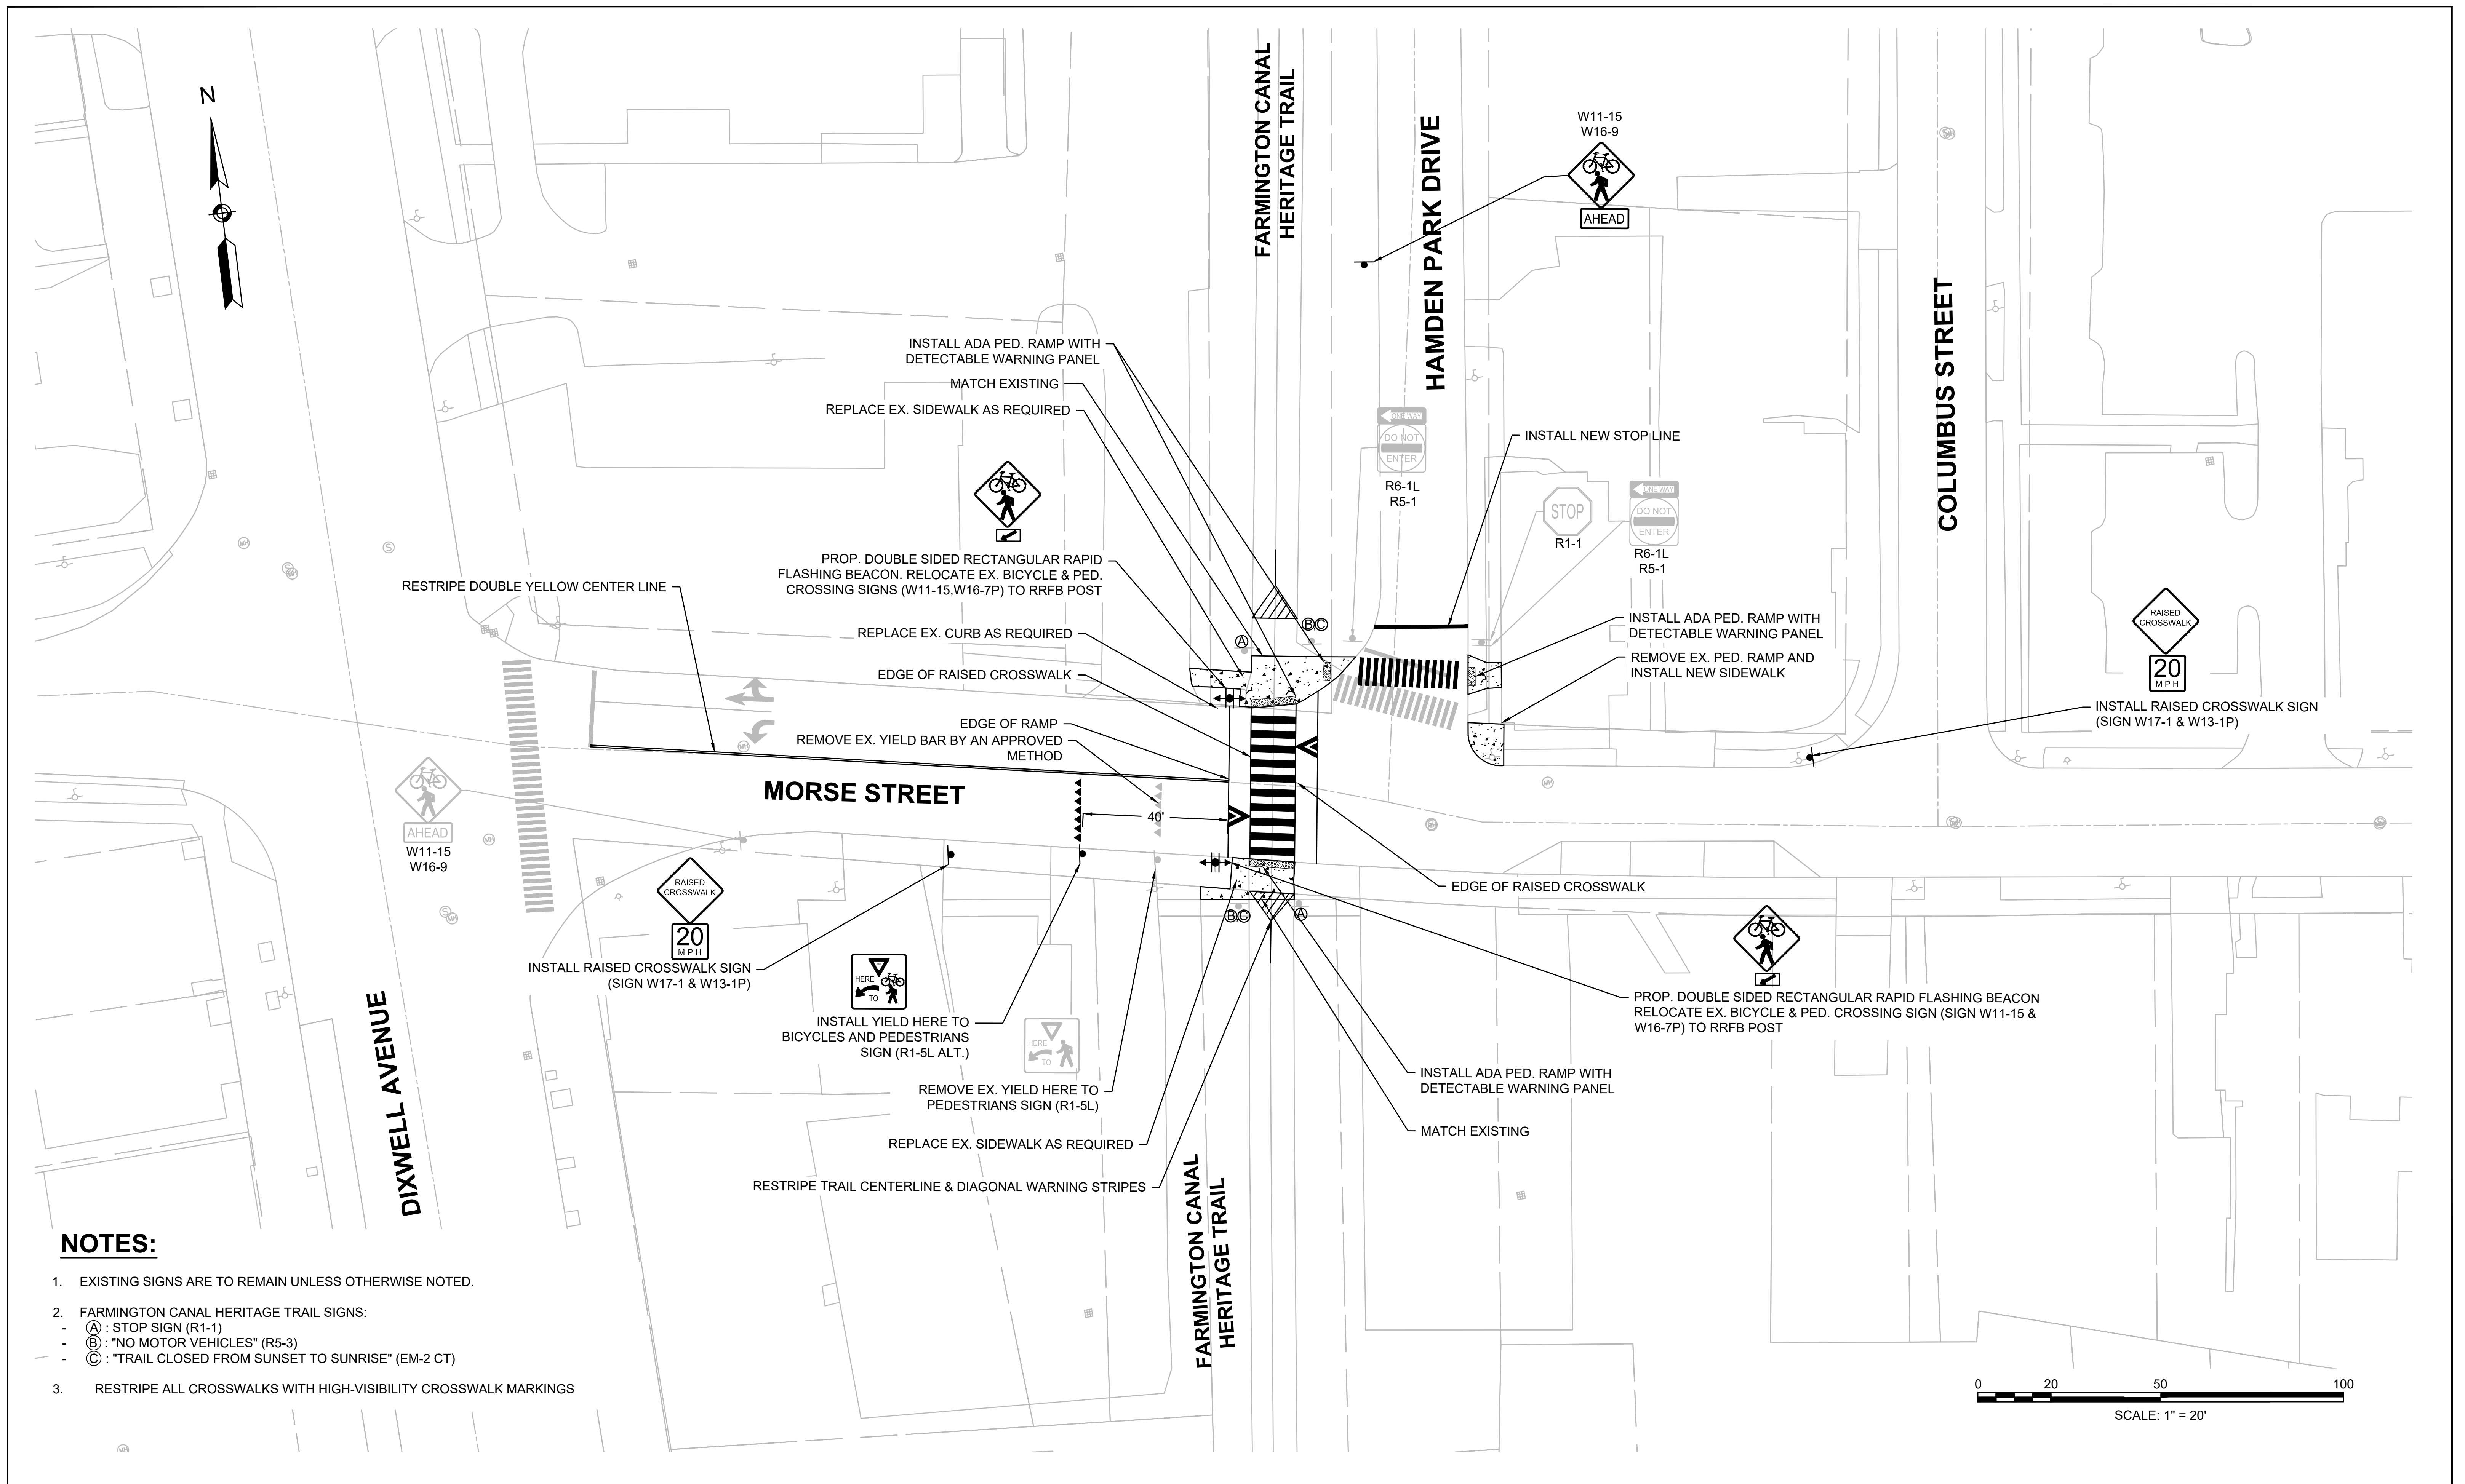 N
FARMINGTON CANAL
HERITAGE TRAIL
HAMDEN PARK DRIVE
W11-15
W16-9
AHEAD
COLUMBUS STREET
INSTALL ADA PED. RAMP WITH
DETECTABLE WARNING PANEL
MATCH EXISTING
REPLACE EX. SIDEWALK AS REQUIRED
ONE WAY
DO NOT
ENTER
R6-1L
R5-1
INSTALL NEW STOP LINE
STOP
R1-1
ONE WAY
DO NOT
ENTER
R6-1L
R5-1
PROP. DOUBLE SIDED RECTANGULAR RAPID
FLASHING BEACON. RELOCATE EX. BICYCLE & PED.
CROSSING SIGNS (W11-15,W16-7P) TO RRFB POST
RESTRIPE DOUBLE YELLOW CENTER LINE
REPLACE EX. CURB AS REQUIRED
EDGE OF RAISED CROSSWALK
EDGE OF RAMP
REMOVE EX. YIELD BAR BY AN APPROVED
METHOD
A
B
C
INSTALL ADA PED. RAMP WITH
DETECTABLE WARNING PANEL
REMOVE EX. PED. RAMP AND
INSTALL NEW SIDEWALK
RAISED
CROSSWALK
20
MPH
INSTALL RAISED CROSSWALK SIGN
(SIGN W17-1 & W13-1P)
MORSE STREET
40'
AHEAD
W11-15
W16-9
RAISED
CROSSWALK
20
MPH
INSTALL RAISED CROSSWALK SIGN
(SIGN W17-1 & W13-1P)
HERE
TO
INSTALL YIELD HERE TO
BICYCLES AND PEDESTRIANS
SIGN (R1-5L ALT.)
HERE
TO
REMOVE EX. YIELD HERE TO
PEDESTRIANS SIGN (R1-5L)
B
C
A
EDGE OF RAISED CROSSWALK
PROP. DOUBLE SIDED RECTANGULAR RAPID FLASHING BEACON
RELOCATE EX. BICYCLE & PED. CROSSING SIGN (SIGN W11-15 &
W16-7P) TO RRFB POST
INSTALL ADA PED. RAMP WITH
DETECTABLE WARNING PANEL
MATCH EXISTING
REPLACE EX. SIDEWALK AS REQUIRED
RESTRIPE TRAIL CENTERLINE & DIAGONAL WARNING STRIPES
DIXWELL AVENUE
FARMINGTON CANAL
HERITAGE TRAIL
NOTES:
1. EXISTING SIGNS ARE TO REMAIN UNLESS OTHERWISE NOTED.
2. FARMINGTON CANAL HERITAGE TRAIL SIGNS:
- A : STOP SIGN (R1-1)
- B : "NO MOTOR VEHICLES" (R5-3)
- C : "TRAIL CLOSED FROM SUNSET TO SUNRISE" (EM-2 CT)
3. RESTRIPE ALL CROSSWALKS WITH HIGH-VISIBILITY CROSSWALK MARKINGS
0 20 50 100
SCALE: 1" = 20'